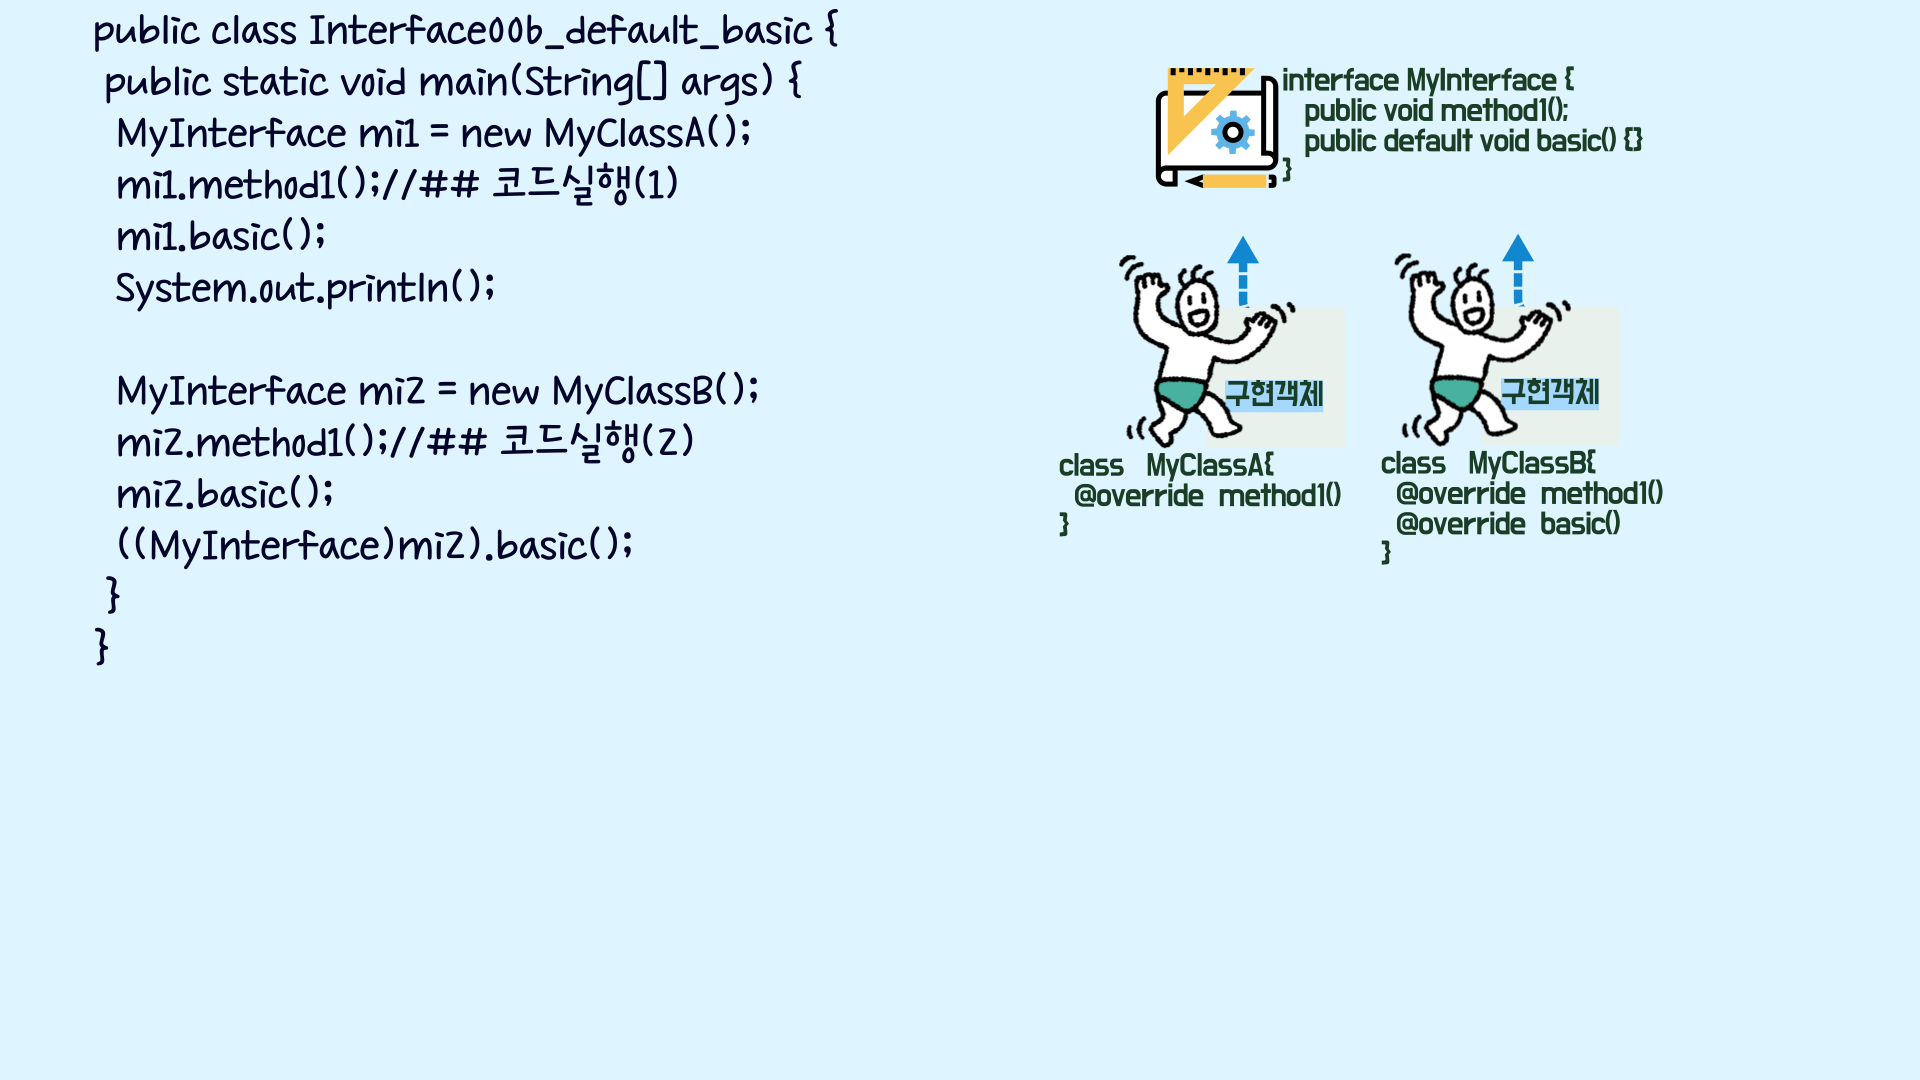 public class Interface00b_default_basic {
public static void main(String[] args) {
MyInterface mi1 = new MyClassA();
mi1.method1();//## 코드실행(1)
mi1.basic();
System.out.println();
MyInterface mi2 = new MyClassB();
mi2.method1();//## 코드실행(2)
mi2.basic();
((MyInterface)mi2).basic();
}
}
interface MyInterface {
public void method1();
public default void basic() {}
}
구현객체
class MyClassA{
@override method1()
}
구현객체
class MyClassB{
@override method1()
@override basic()
}